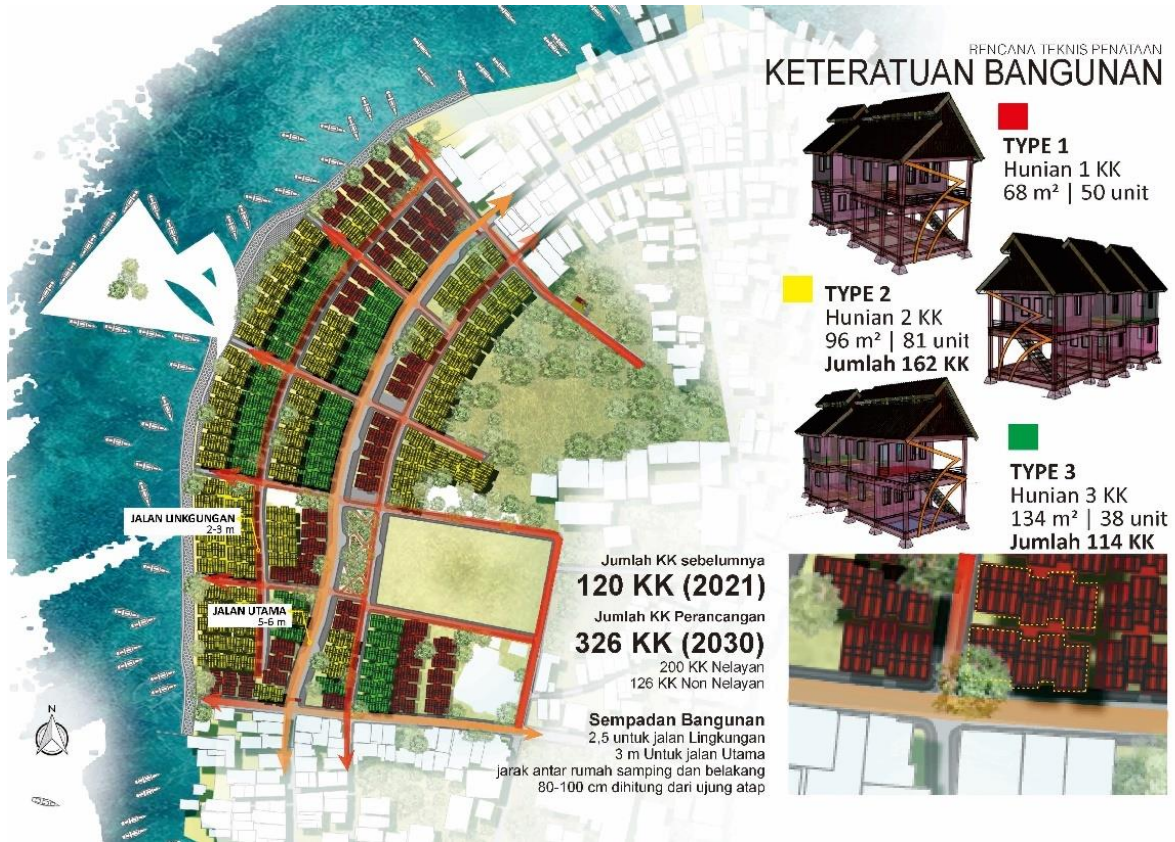 RENCANA TEKNIS PENATAAN
KETERATUAN BANGUNAN
TYPE 1
Hunian 1 KK
68 m² | 50 unit
TYPE 2
Hunian 2 KK
96 m² | 81 unit
Jumlah 162 KK
TYPE 3
Hunian 3 KK
134 m² | 38 unit
Jumlah 114 KK
JALAN LINKGUNGAN
2-3 m
JALAN UTAMA
5-6 m
Jumlah KK sebelumnya
120 KK (2021)
Jumlah KK Perancangan
326 KK (2030)
200 KK Nelayan
126 KK Non Nelayan
Sempadan Bangunan
2,5 untuk jalan Lingkungan
3 m Untuk jalan Utama
jarak antar rumah samping dan belakang
80-100 cm dihitung dari ujung atap
N